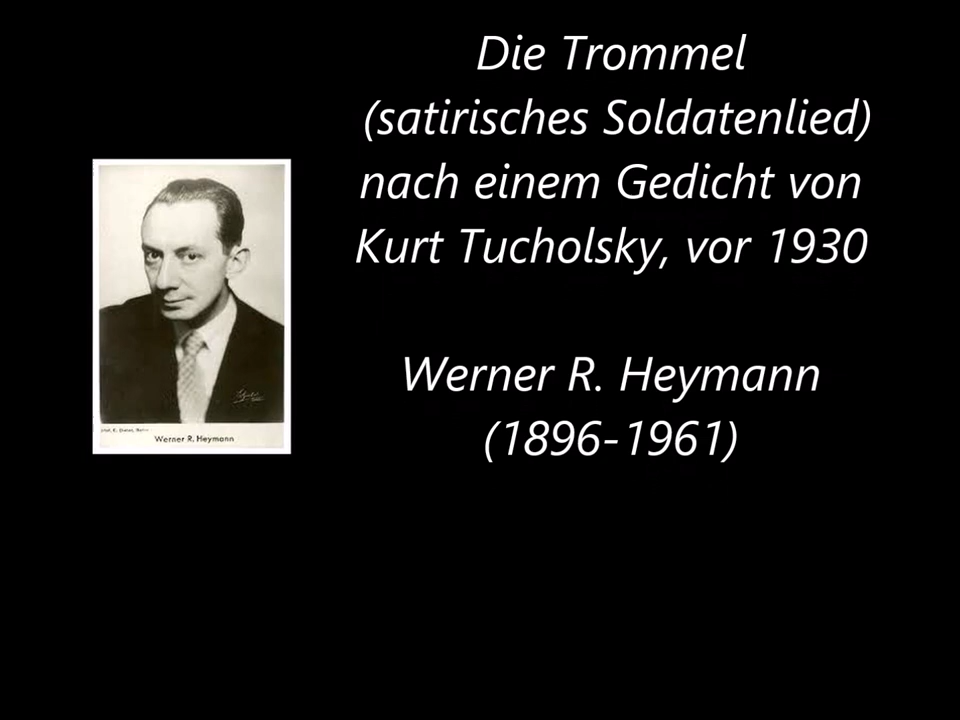 Die Trommel
(satirisches Soldatenlied)
nach einem Gedicht von
Kurt Tucholsky, vor 1930
Werner R. Heymann
(1896-1961)
Werner R. Heymann